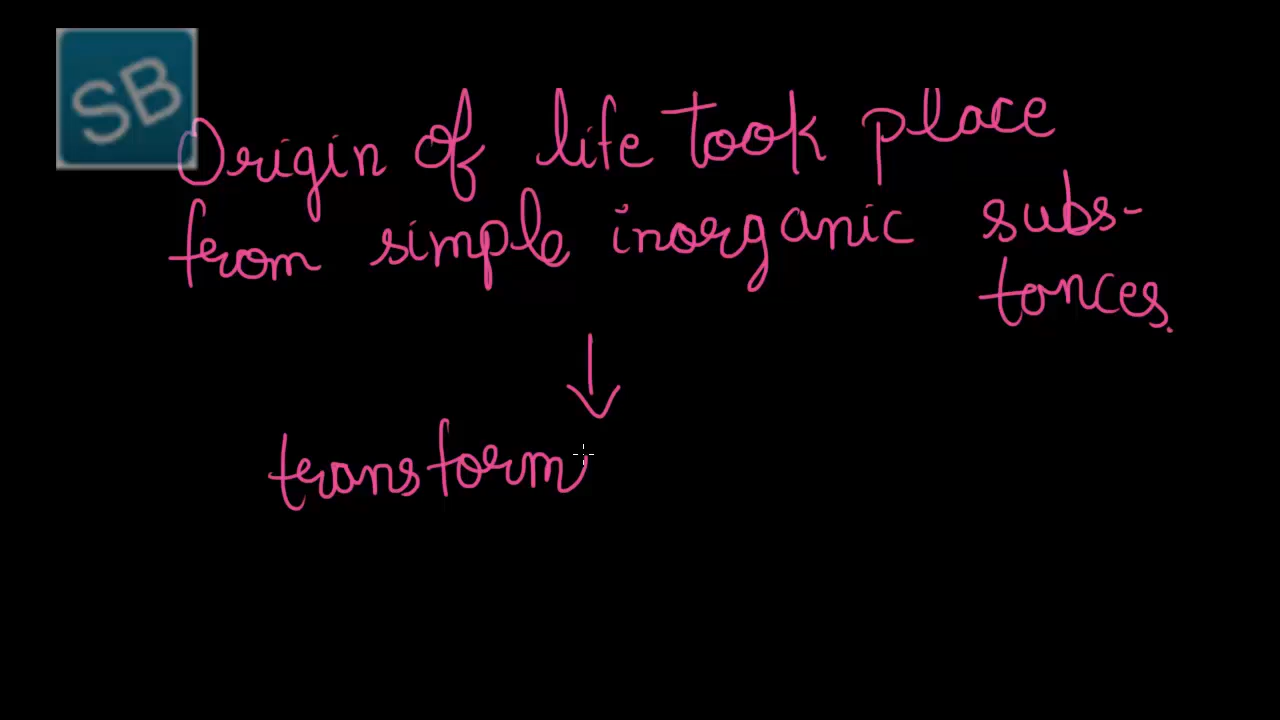 SB
Origin of life took place
from simple inorganic subs-
tances.
transform